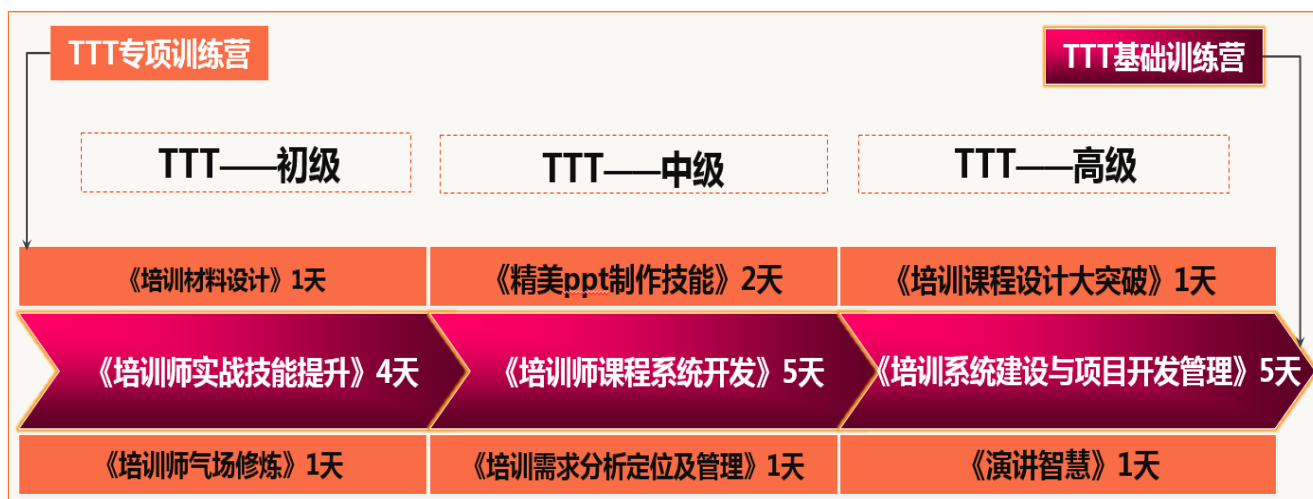 TTT专项训练营
TTT基础训练营
TTT——初级
TTT——中级
TTT——高级
《培训材料设计》1天
《精美ppt制作技能》2天
《培训课程设计大突破》1天
《培训师实战技能提升》4天
《培训师课程系统开发》5天
《培训系统建设与项目开发管理》5天
《培训师气场修炼》1天
《培训需求分析定位及管理》1天
《演讲智慧》1天